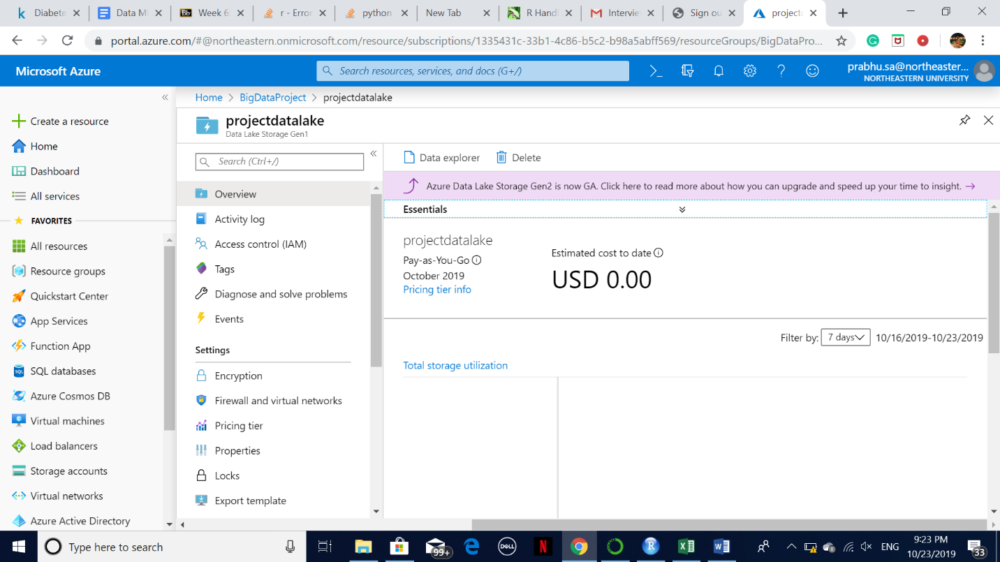 Diabete
Data Mi
Bb
Week 6:
r - Error
python
New Tab
R Handl
Intervie
Sign ou
project
portal.azure.com/#@northeastern.onmicrosoft.com/resource/subscriptions/1335431c-33b1-4c86-b5c2-b98a5abff569/resourceGroups/BigDataPro...
Microsoft Azure
Search resources, services, and docs (G+/)
prabhu.sa@northeaster...
NORTHEASTERN UNIVERSITY
Home > BigDataProject > projectdatalake
Create a resource
Home
Dashboard
All services
FAVORITES
All resources
Resource groups
Quickstart Center
App Services
Function App
SQL databases
Azure Cosmos DB
Virtual machines
Load balancers
Storage accounts
Virtual networks
Azure Active Directory
projectdatalake
Data Lake Storage Gen1
Search (Ctrl+/)
Overview
Activity log
Access control (IAM)
Tags
Diagnose and solve problems
Events
Settings
Encryption
Firewall and virtual networks
Pricing tier
Properties
Locks
Export template
Data explorer
Delete
Azure Data Lake Storage Gen2 is now GA. Click here to read more about how you can upgrade and speed up your time to insight. →
Essentials
projectdatalake
Pay-as-You-Go
October 2019
Pricing tier info
Estimated cost to date
USD 0.00
Filter by: 7 days 10/16/2019-10/23/2019
Total storage utilization
Type here to search
99+
DELL
N
R
ENG
9:23 PM
10/23/2019
33